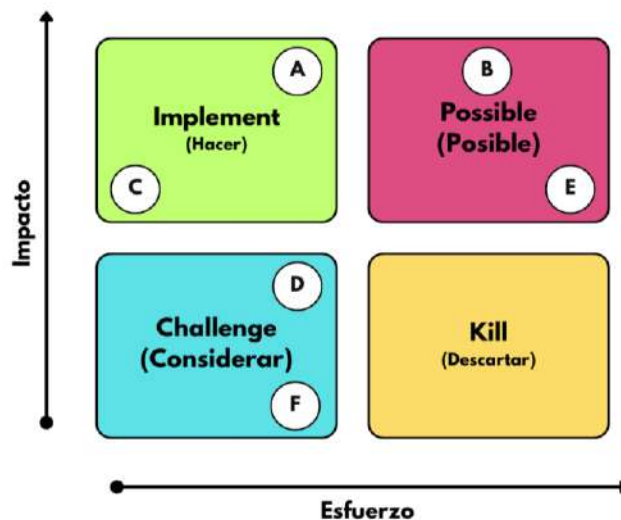 Impacto
A
Implement
(Hacer)
C
B
Possible
(Posible)
E
D
Challenge
(Considerar)
F
Kill
(Descartar)
Esfuerzo